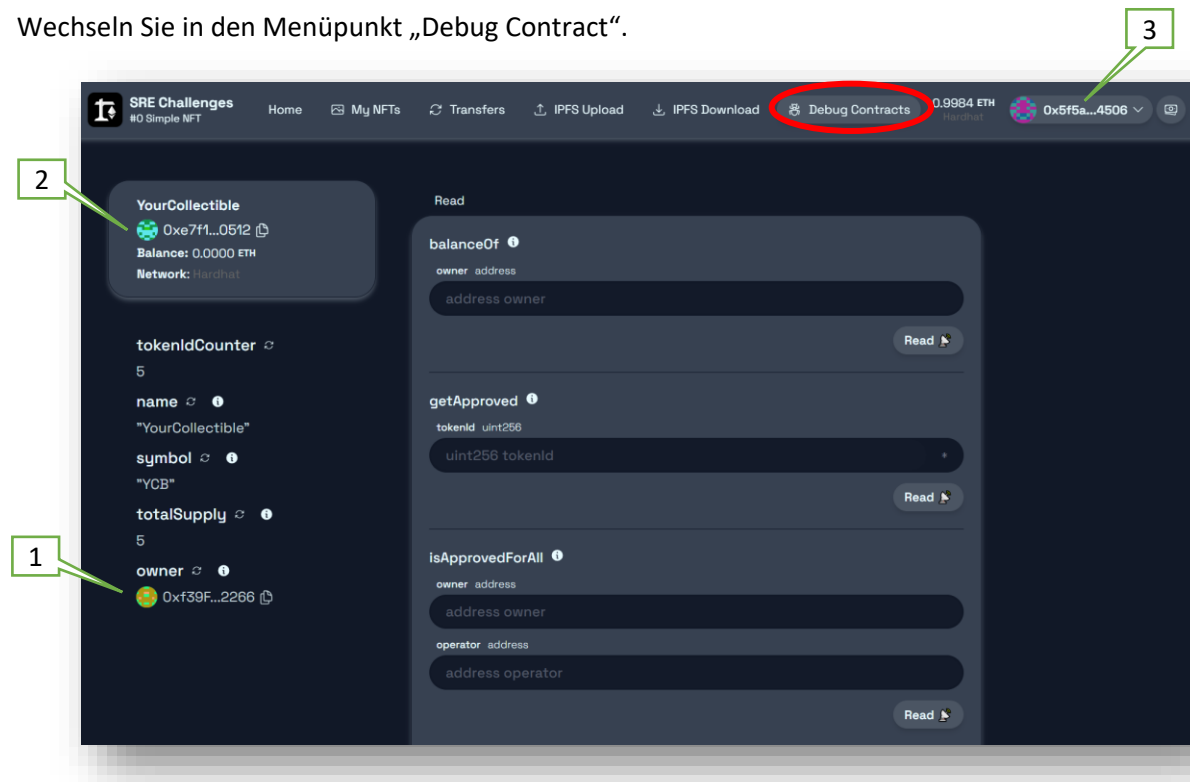 Wechseln Sie in den Menüpunkt „Debug Contract“.
3
SRE Challenges
#0 Simple NFT
Home
My NFTs
Transfers
IPFS Upload
IPFS Download
Debug Contracts
0.9984 ETH
Hardhat
0x5f5a...4506
2
YourCollectible
0xe7f1...0512
Balance: 0.0000 ETH
Network: Hardhat
tokenIdCounter
5
name
"YourCollectible"
symbol
"YCB"
totalSupply
5
1
owner
0xf39F...2266
Read
balanceOf
owner address
address owner
Read
getApproved
tokenId uint256
uint256 tokenId
*
Read
isApprovedForAll
owner address
address owner
operator address
address operator
Read